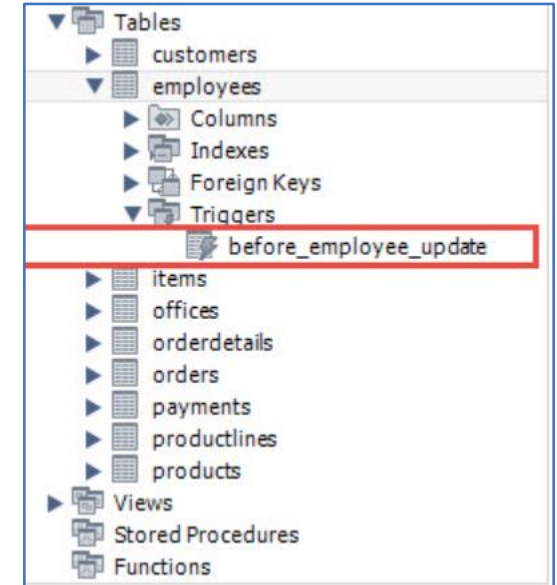 Tables
customers
employees
Columns
Indexes
Foreign Keys
Triggers
before_employee_update
items
offices
orderdetails
orders
payments
productlines
products
Views
Stored Procedures
Functions